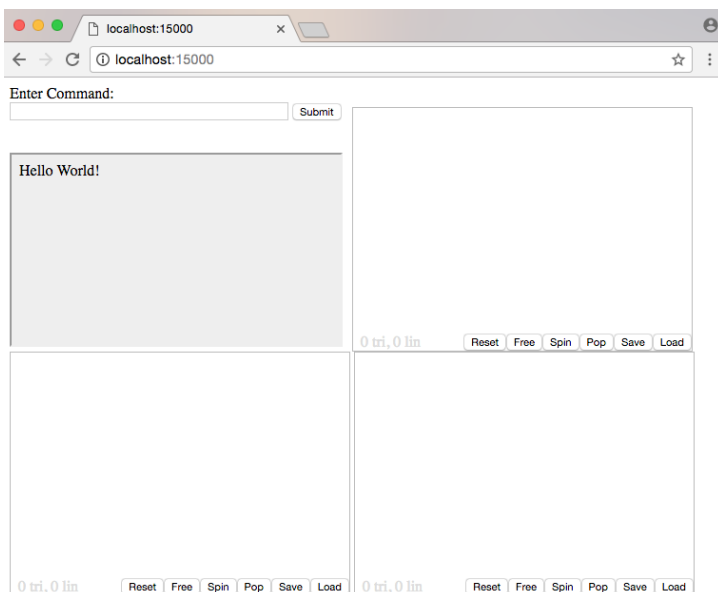 localhost:15000
localhost:15000
Enter Command:
Submit
Hello World!
0 tri, 0 lin Reset Free Spin Pop Save Load
0 tri, 0 lin Reset Free Spin Pop Save Load
0 tri, 0 lin Reset Free Spin Pop Save Load